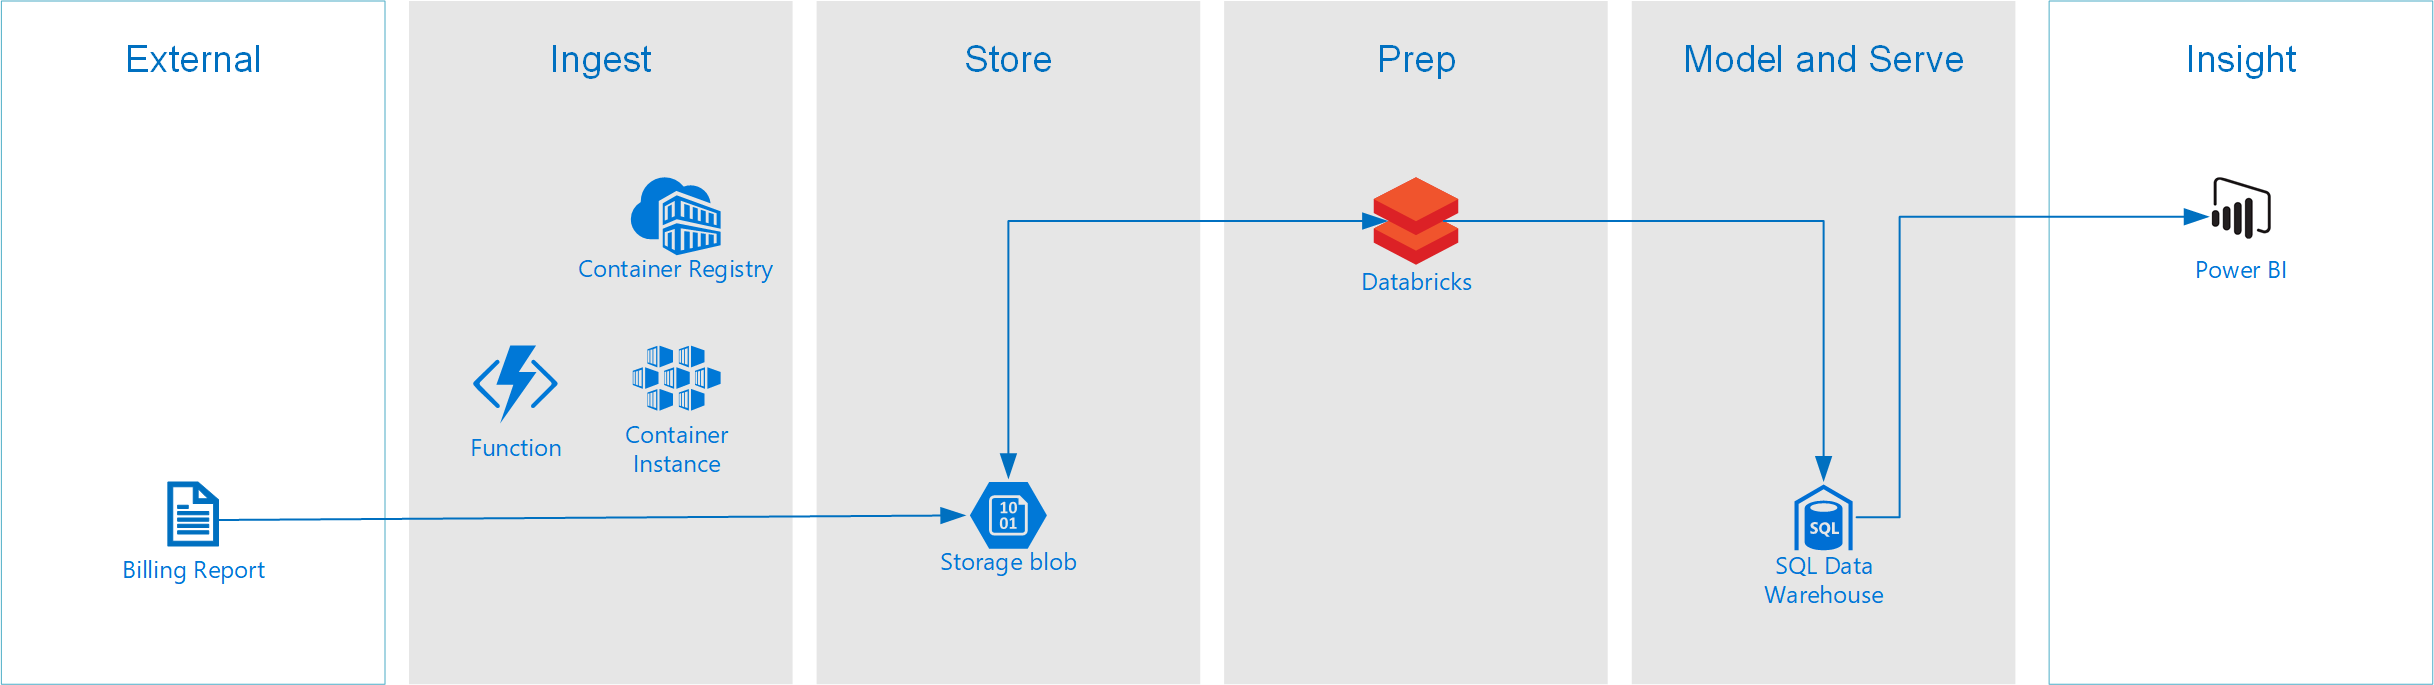 External
Ingest
Store
Prep
Model and Serve
Insight
Container Registry
Databricks
Power BI
Function
Container
Instance
10
01
SQL
Billing Report
Storage blob
SQL Data
Warehouse